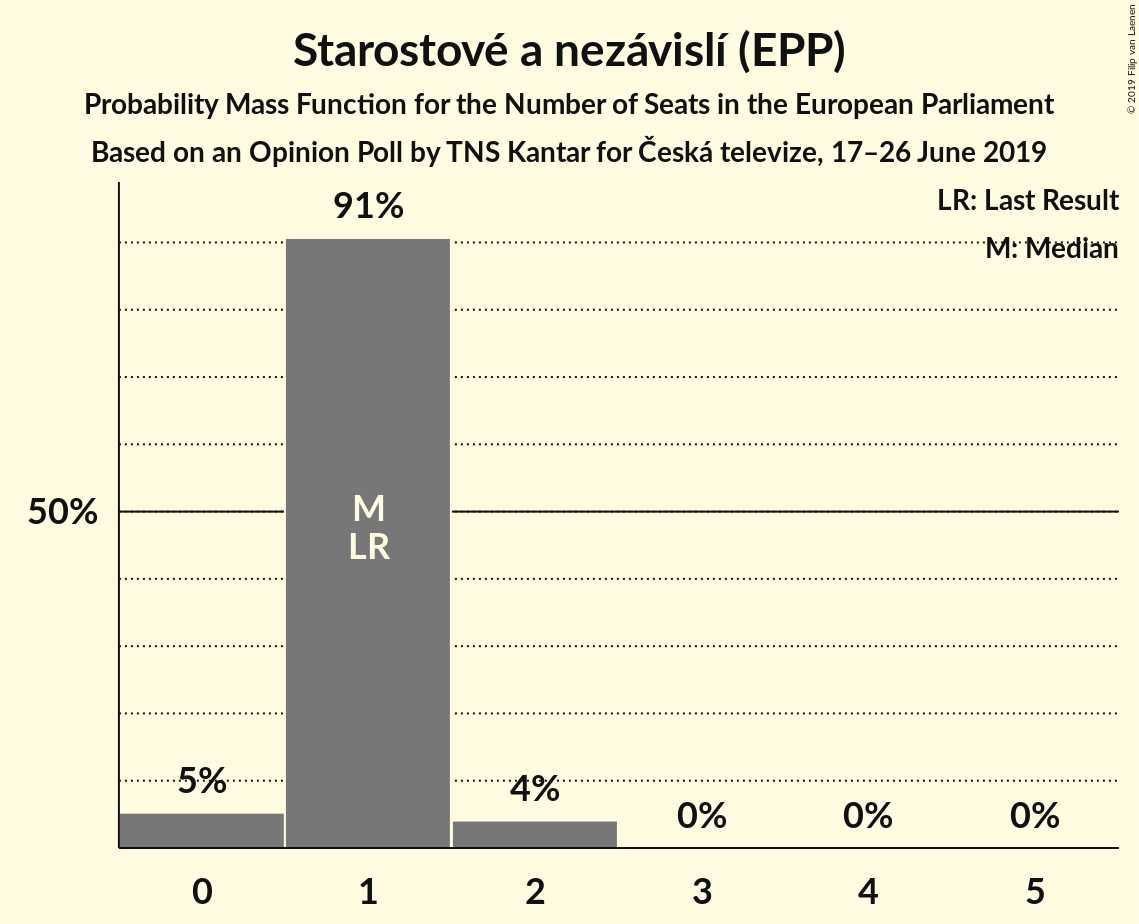 Starostové a nezávislí (EPP)
Probability Mass Function for the Number of Seats in the European Parliament
Based on an Opinion Poll by TNS Kantar for Česká televize, 17–26 June 2019
© 2019 Filip van Laenen
LR: Last Result
M: Median
91%
50%
M
LR
5%
4%
0%
0%
0%
0
1
2
3
4
5